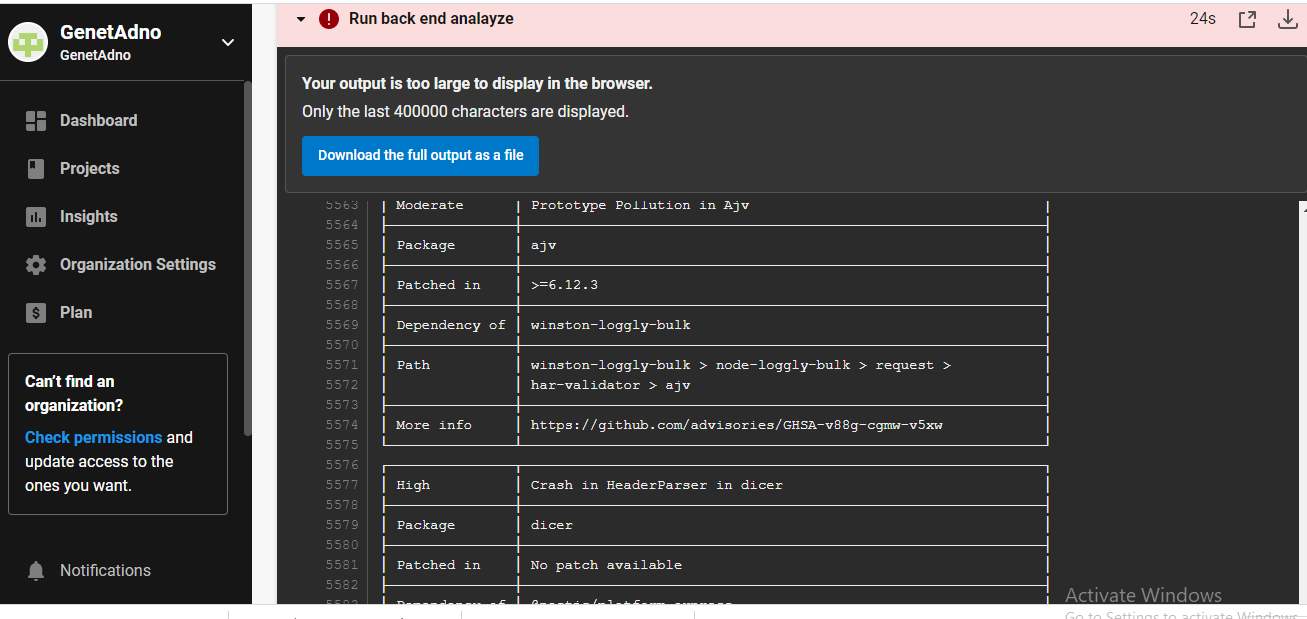 GenetAdno
GenetAdno
Dashboard
Projects
Insights
Organization Settings
$ Plan
Can't find an
organization?
Check permissions and
update access to the
ones you want.
Notifications
! Run back end analayze 24s
Your output is too large to display in the browser.
Only the last 400000 characters are displayed.
Download the full output as a file
5563 │ Moderate │ Prototype Pollution in Ajv │
5564
5565 │ Package │ ajv │
5566
5567 │ Patched in │ >=6.12.3 │
5568
5569 │ Dependency of │ winston-loggly-bulk │
5570
5571 │ Path │ winston-loggly-bulk > node-loggly-bulk > request > │
5572 │ │ har-validator > ajv │
5573
5574 │ More info │ https://github.com/advisories/GHSA-v88g-cgmw-v5xw │
5575
5576
5577 │ High │ Crash in HeaderParser in dicer │
5578
5579 │ Package │ dicer │
5580
5581 │ Patched in │ No patch available │
5582
5583 │ Dependency of │ @nestjs/platform-express │
Activate Windows
Go to Settings to activate Windows.